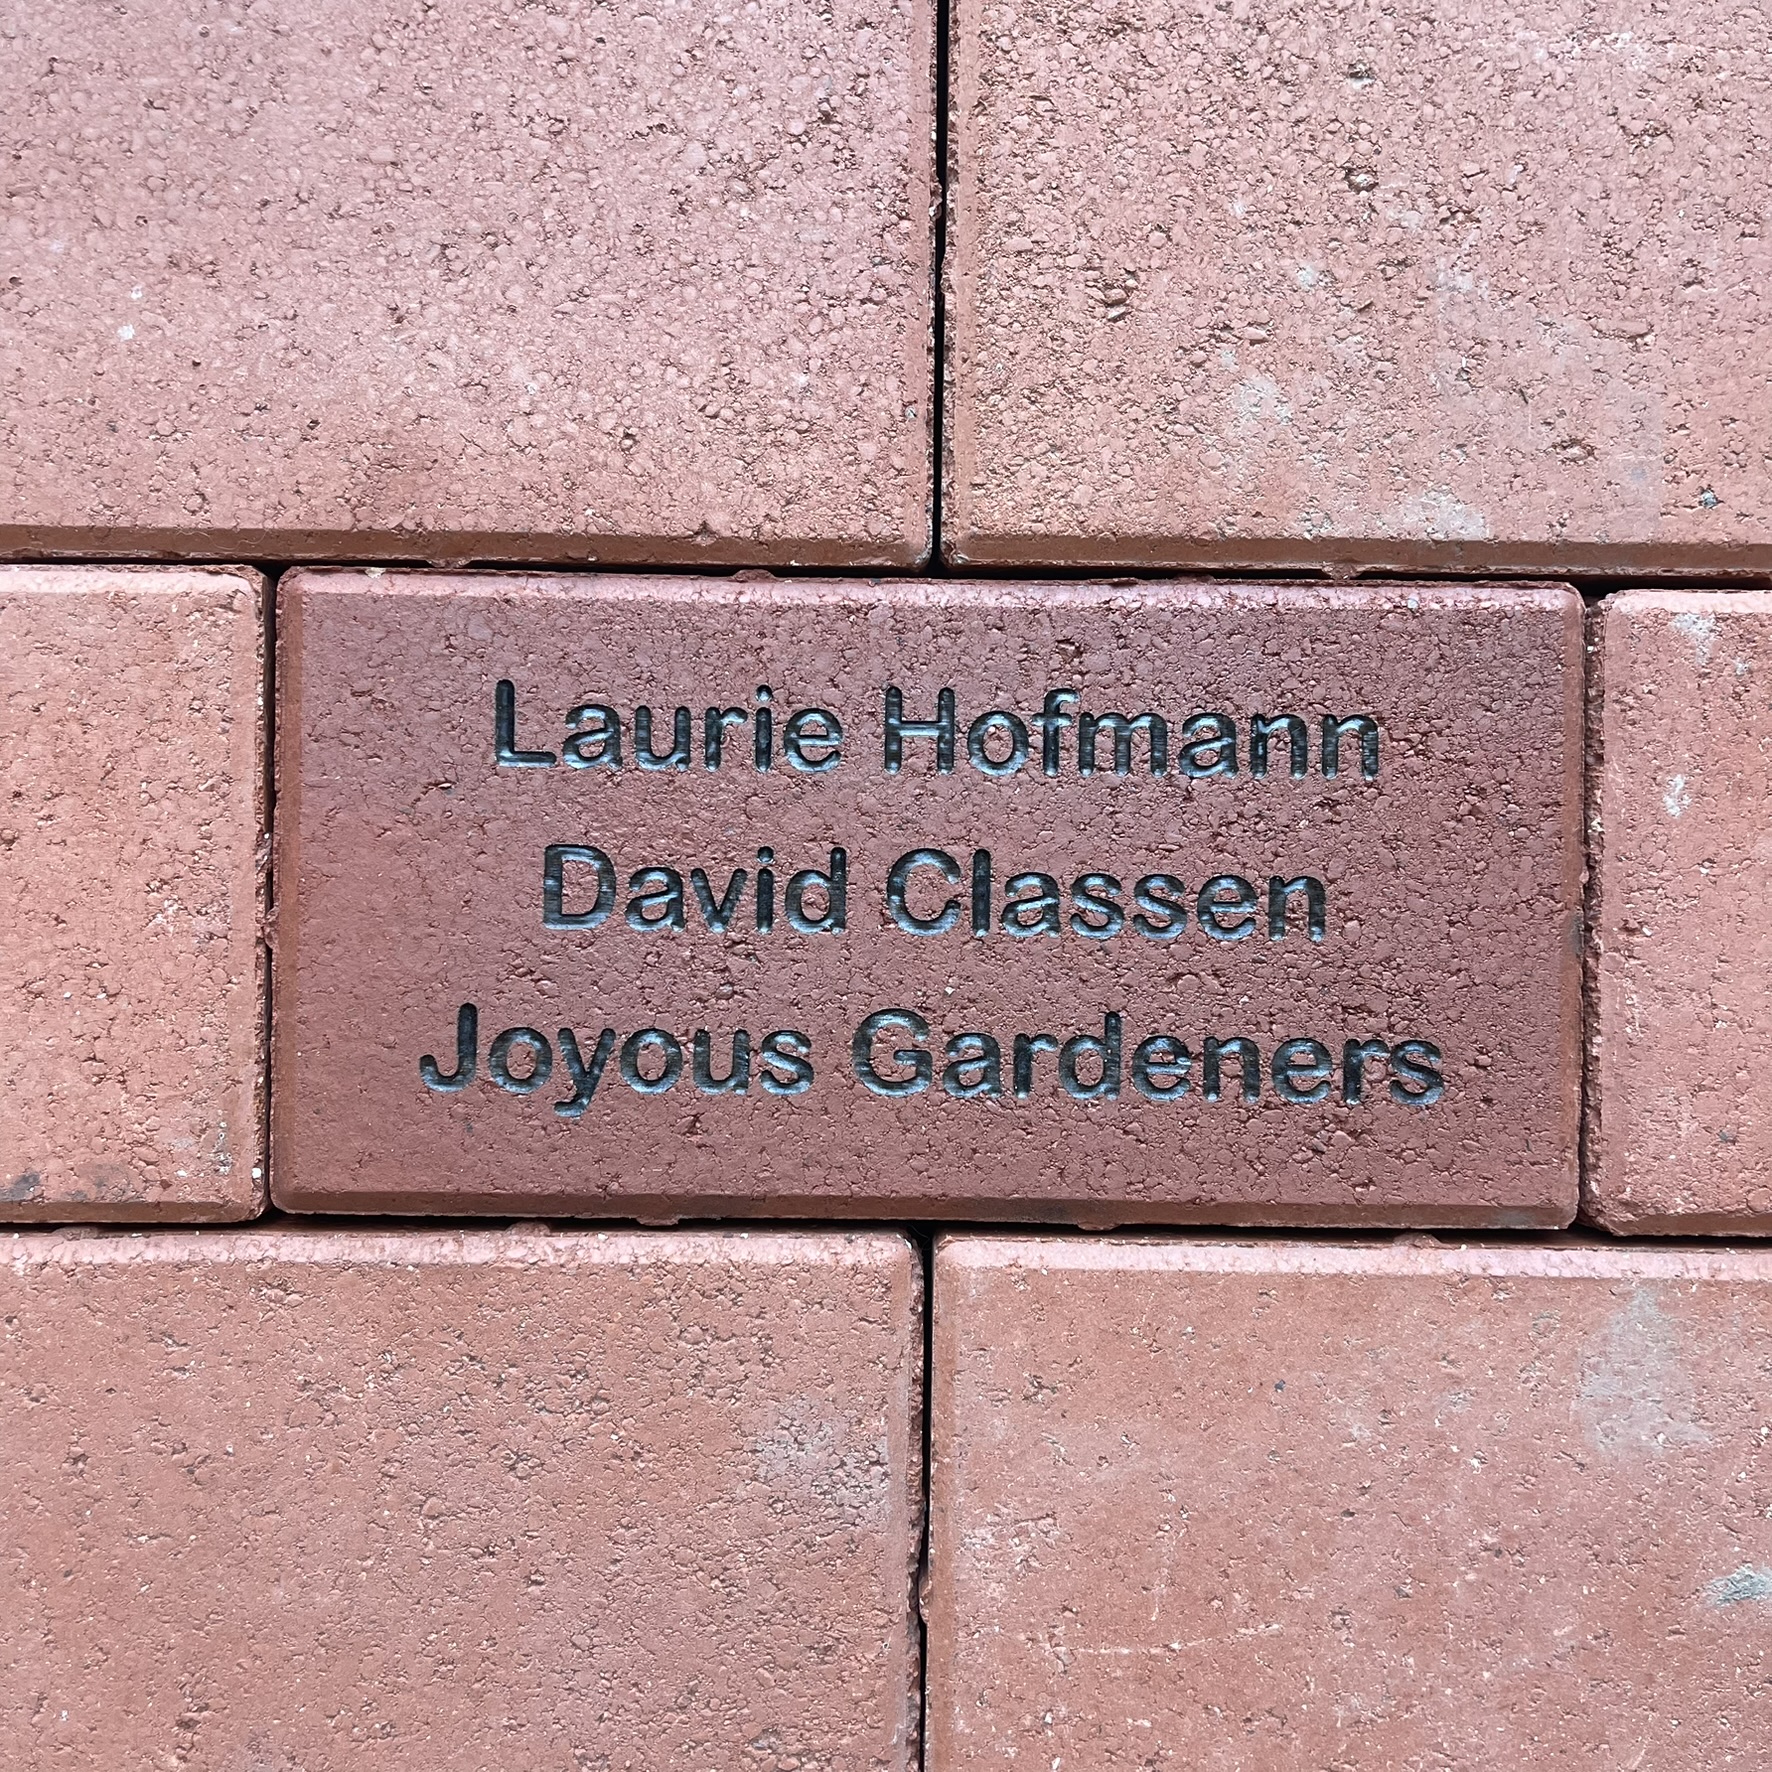 Laurie Hofmann
David Classen
Joyous Gardeners